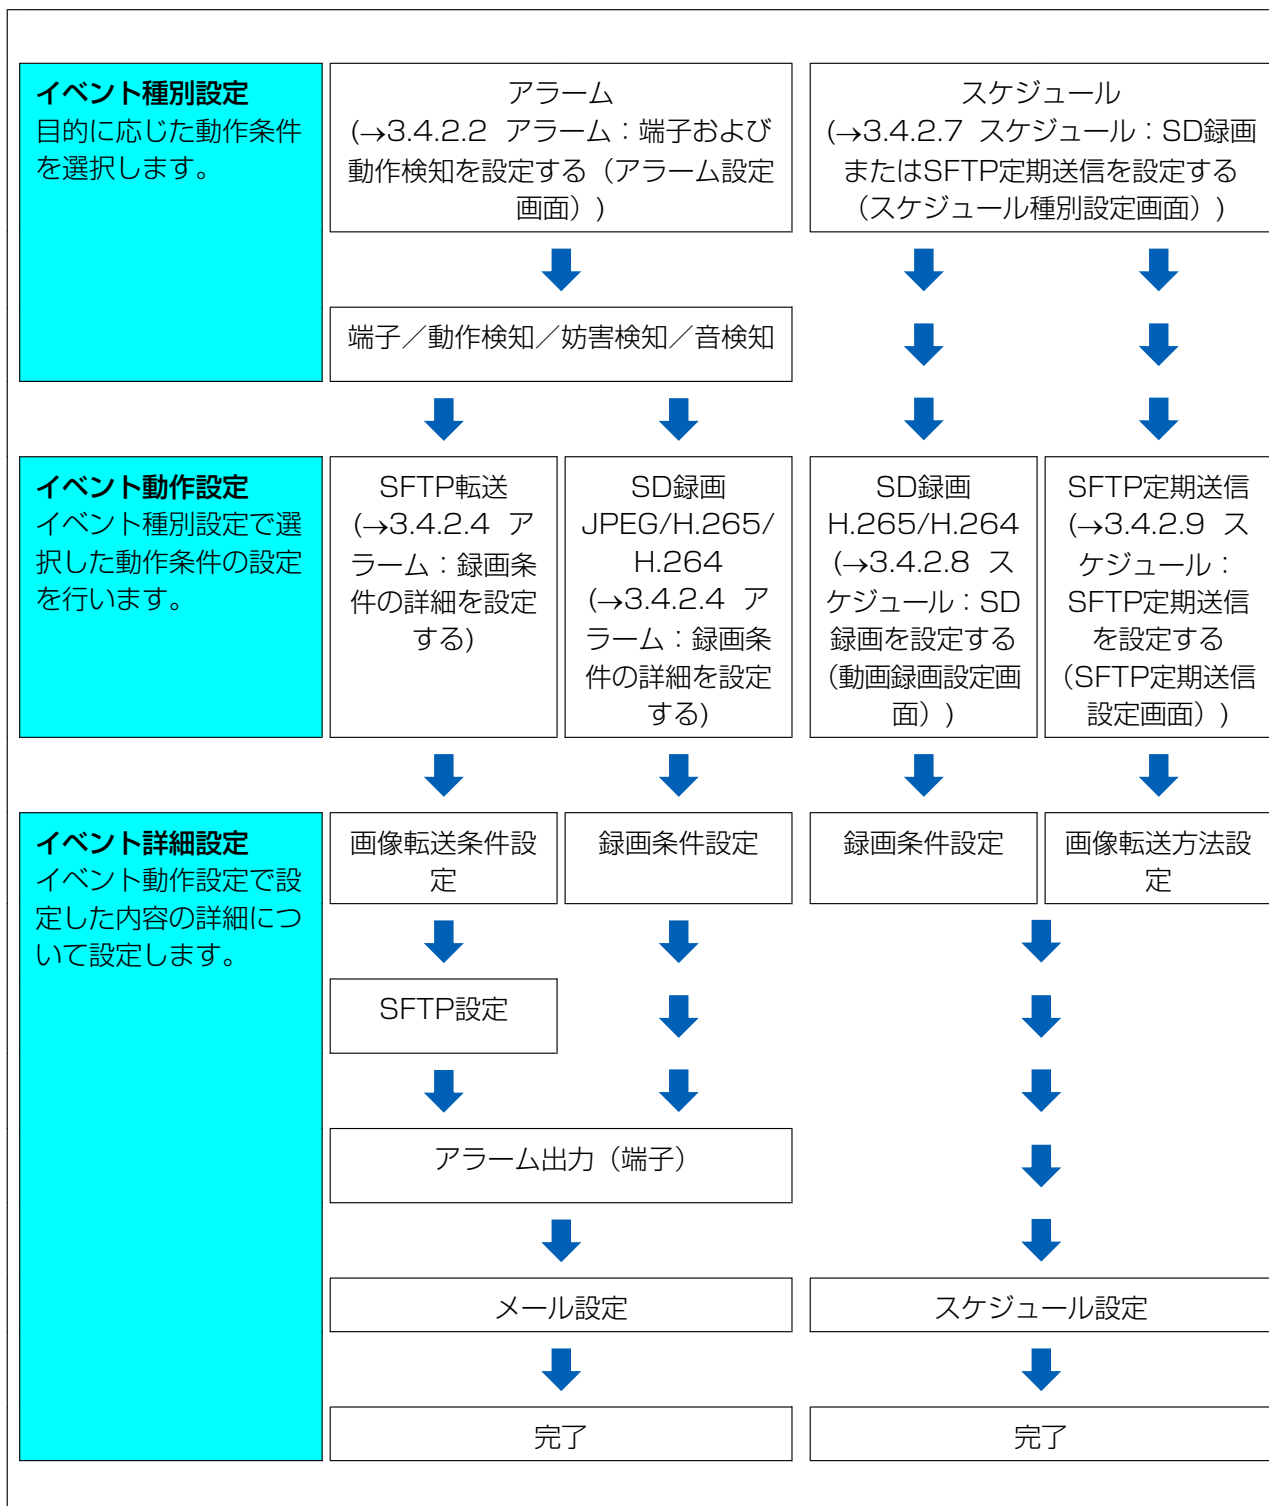 イベント種別設定
目的に応じた動作条件
を選択します。
アラーム
(→3.4.2.2 アラーム：端子および
動作検知を設定する（アラーム設定
画面）)
スケジュール
(→3.4.2.7 スケジュール：SD録画
またはSFTP定期送信を設定する
（スケジュール種別設定画面）)
端子／動作検知／妨害検知／音検知
イベント動作設定
イベント種別設定で選
択した動作条件の設定
を行います。
SFTP転送
(→3.4.2.4 ア
ラーム：録画条
件の詳細を設定
する)
SD録画
JPEG/H.265/
H.264
(→3.4.2.4 ア
ラーム：録画条
件の詳細を設定
する)
SD録画
H.265/H.264
(→3.4.2.8 ス
ケジュール：SD
録画を設定する
（動画録画設定画
面）)
SFTP定期送信
(→3.4.2.9 ス
ケジュール：
SFTP定期送信
を設定する
（SFTP定期送信
設定画面）)
イベント詳細設定
イベント動作設定で設
定した内容の詳細につ
いて設定します。
画像転送条件設
定
録画条件設定
録画条件設定
画像転送方法設
定
SFTP設定
アラーム出力（端子）
メール設定
スケジュール設定
完了
完了